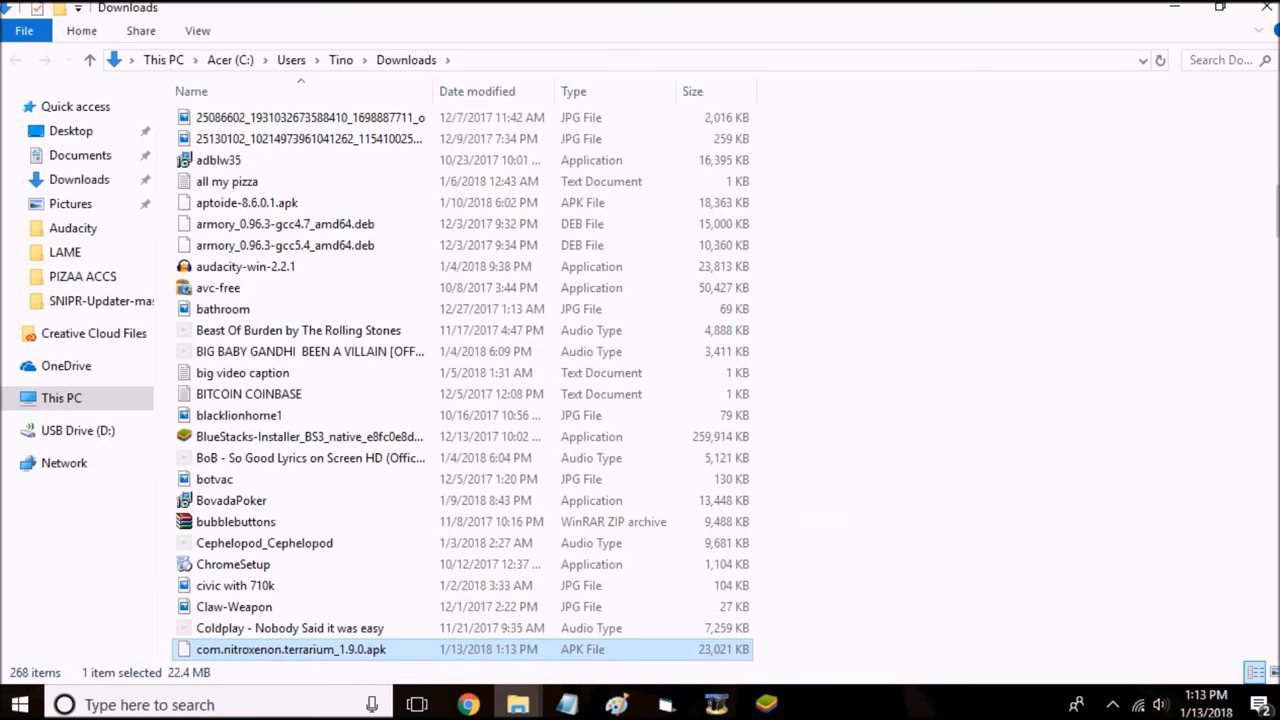 Downloads
File Home Share View
This PC Acer (C:) Users Tino Downloads Search Do...
Name Date modified Type Size
Quick access
Desktop
Documents
Downloads
Pictures
Audacity
LAME
PIZAA ACCS
SNIPR-Updater-mas
Creative Cloud Files
OneDrive
This PC
USB Drive (D:)
Network
25086602_1931032673588410_1698887711_o 12/7/2017 11:42 AM JPG File 2,016 KB
25130102_10214973961041262_115410025... 12/9/2017 7:34 PM JPG File 259 KB
adblw35 10/23/2017 10:01 ... Application 16,395 KB
all my pizza 1/6/2018 12:43 AM Text Document 1 KB
aptoide-8.6.0.1.apk 1/10/2018 6:02 PM APK File 18,363 KB
armory_0.96.3-gcc4.7_amd64.deb 12/3/2017 9:32 PM DEB File 15,000 KB
armory_0.96.3-gcc5.4_amd64.deb 12/3/2017 9:34 PM DEB File 10,360 KB
audacity-win-2.2.1 1/4/2018 9:38 PM Application 23,813 KB
avc-free 10/8/2017 3:44 PM Application 50,427 KB
bathroom 12/27/2017 1:13 AM JPG File 69 KB
Beast Of Burden by The Rolling Stones 11/17/2017 4:47 PM Audio Type 4,888 KB
BIG BABY GANDHI BEEN A VILLAIN [OFF... 1/4/2018 6:09 PM Audio Type 3,411 KB
big video caption 1/5/2018 1:31 AM Text Document 1 KB
BITCOIN COINBASE 12/5/2017 12:08 PM Text Document 1 KB
blacklionhome1 10/16/2017 10:56 ... JPG File 79 KB
BlueStacks-Installer_BS3_native_e8fc0e8d... 12/13/2017 10:02 ... Application 259,914 KB
BoB - So Good Lyrics on Screen HD (Offic... 1/4/2018 6:04 PM Audio Type 5,121 KB
botvac 12/5/2017 1:20 PM JPG File 130 KB
BovadaPoker 1/9/2018 8:43 PM Application 13,448 KB
bubblebuttons 11/8/2017 10:16 PM WinRAR ZIP archive 9,488 KB
Cephelopod_Cephelopod 1/3/2018 2:27 AM Audio Type 9,681 KB
ChromeSetup 10/12/2017 12:37 ... Application 1,104 KB
civic with 710k 1/2/2018 3:33 AM JPG File 104 KB
Claw-Weapon 12/1/2017 2:22 PM JPG File 27 KB
Coldplay - Nobody Said it was easy 11/21/2017 9:35 AM Audio Type 7,259 KB
com.nitroxenon.terrarium_1.9.0.apk 1/13/2018 1:13 PM APK File 23,021 KB
268 items 1 item selected 22.4 MB
Type here to search
1:13 PM
1/13/2018
2